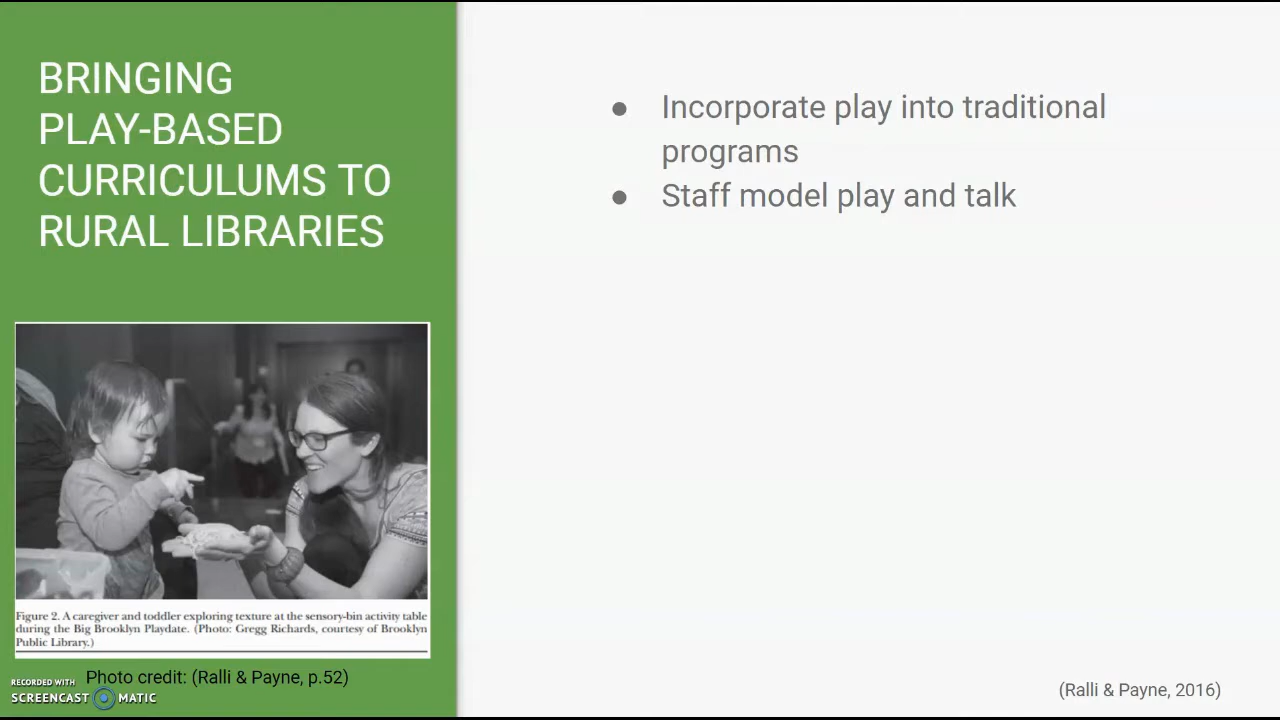 BRINGING
PLAY-BASED
CURRICULUMS TO
RURAL LIBRARIES
● Incorporate play into traditional
programs
● Staff model play and talk
Figure 2. A caregiver and toddler exploring texture at the sensory-bin activity table
during the Big Brooklyn Playdate. (Photo: Gregg Richards, courtesy of Brooklyn
Public Library.)
Photo credit: (Ralli & Payne, p.52)
RECORDED WITH
SCREENCAST MATIC
(Ralli & Payne, 2016)